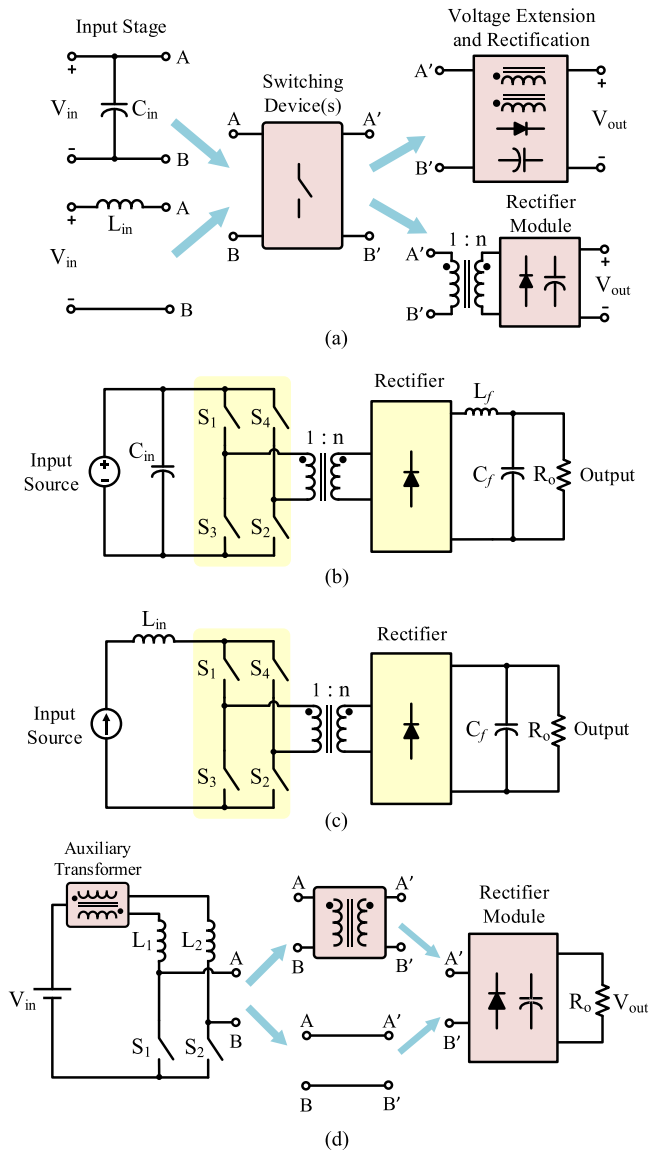 Input Stage
A
+
V_in
C_in
-
B
+
A
L_in
V_in
-
B
Switching
Device(s)
A
A′
B
B′
Voltage Extension
and Rectification
A′
+
V_out
B′
-
Rectifier
Module
1 : n
A′
+
V_out
B′
-
(a)
Input
Source
+
-
C_in
S_1
S_4
S_3
S_2
1 : n
Rectifier
L_f
C_f
R_o
Output
(b)
Input
Source
L_in
S_1
S_4
S_3
S_2
1 : n
Rectifier
C_f
R_o
Output
(c)
Auxiliary
Transformer
L_1
L_2
A
V_in
B
S_1
S_2
A
A′
B
B′
A
A′
B
B′
Rectifier
Module
A′
B′
R_o
V_out
(d)